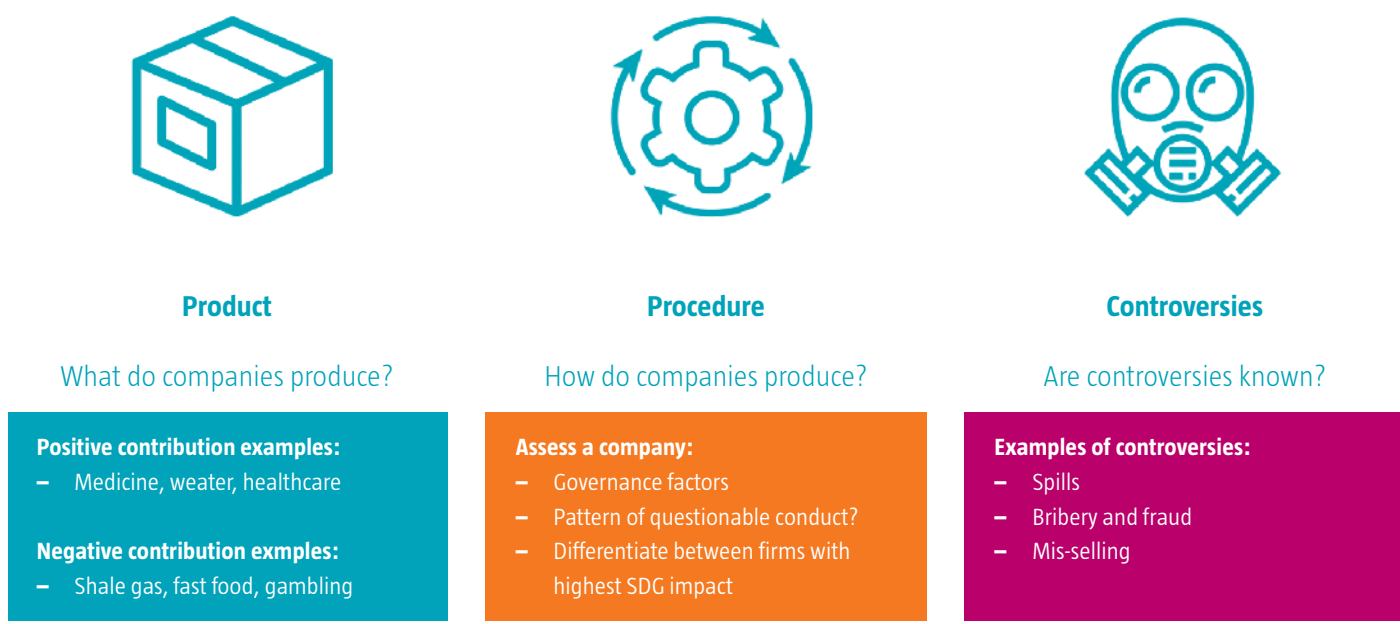 Product
What do companies produce?
Positive contribution examples:
– Medicine, weater, healthcare
Negative contribution exmples:
– Shale gas, fast food, gambling
Procedure
How do companies produce?
Assess a company:
– Governance factors
– Pattern of questionable conduct?
– Differentiate between firms with
highest SDG impact
Controversies
Are controversies known?
Examples of controversies:
– Spills
– Bribery and fraud
– Mis-selling